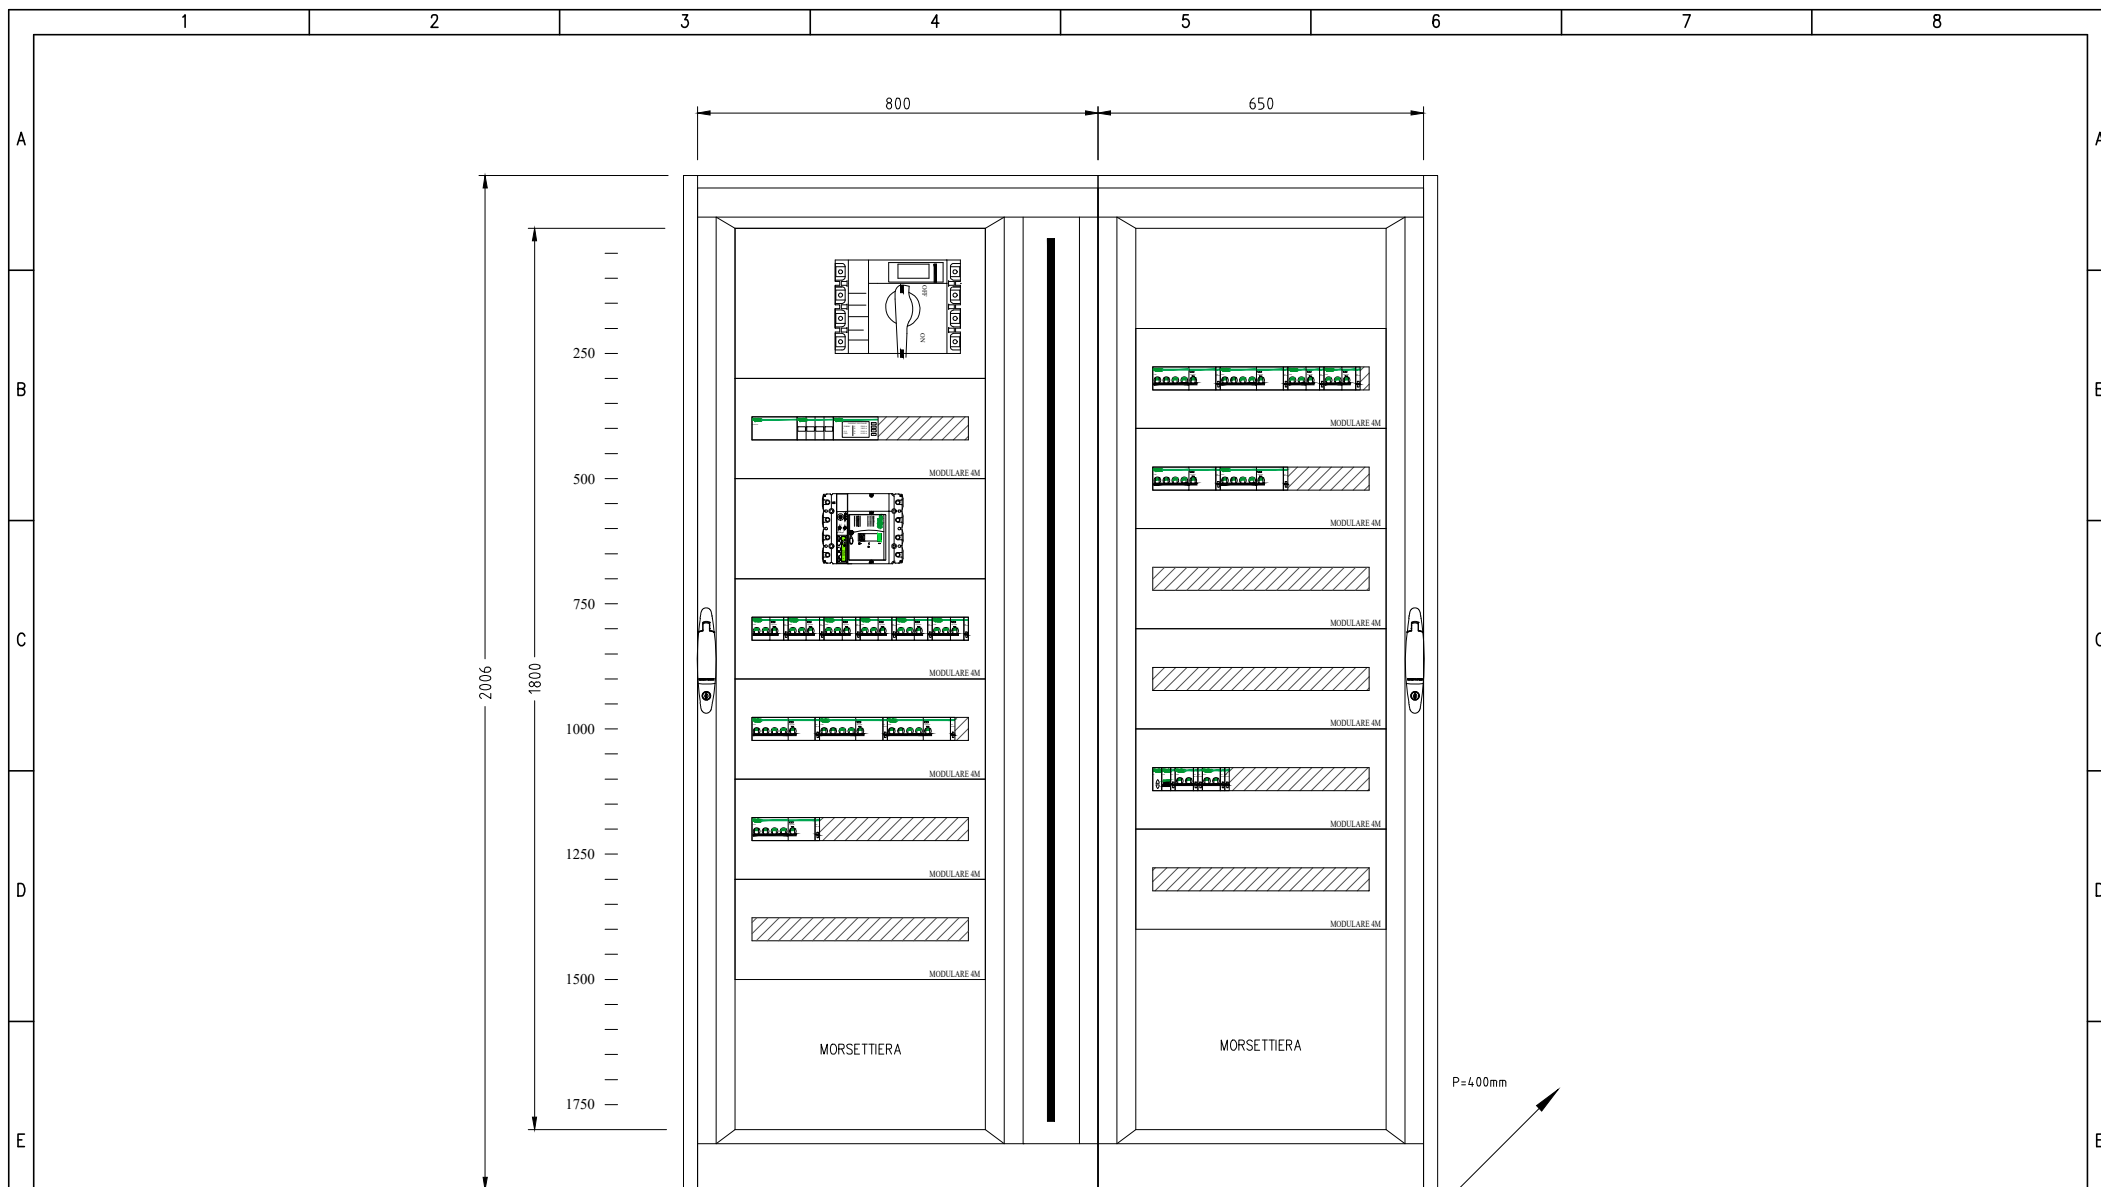 1 2 3 4 5 6 7 8
800 650
A A
OFF
ON
250
B B
MODULARE 4M
500 MODULARE 4M
MODULARE 4M
750
MODULARE 4M
C C
2006 1800
MODULARE 4M
1000 MODULARE 4M
MODULARE 4M
MODULARE 4M
1250
MODULARE 4M
D D
MODULARE 4M
1500 MODULARE 4M
MORSETTIERA MORSETTIERA
P=400mm
1750
E E